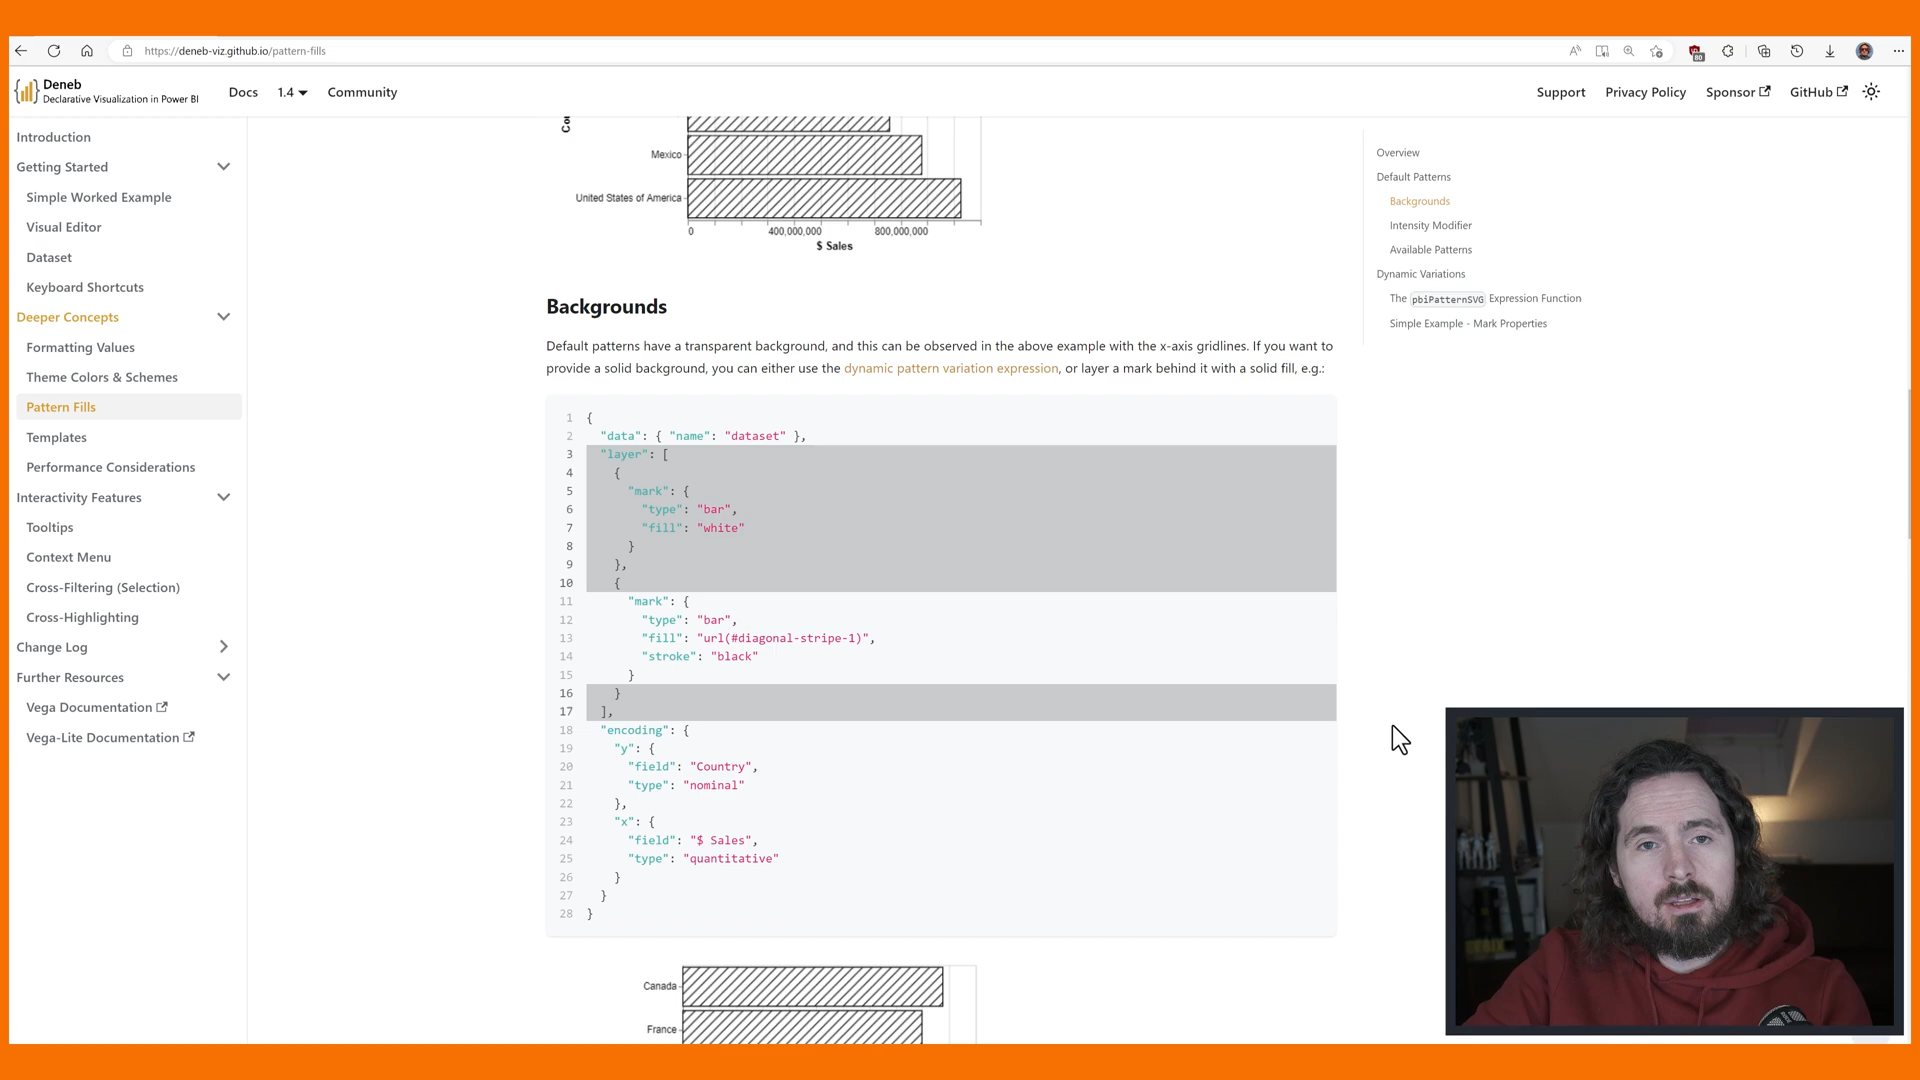 https://deneb-viz.github.io/pattern-fills
80
Deneb
Declarative Visualization in Power BI
Docs
1.4
Community
Support
Privacy Policy
Sponsor
GitHub
Introduction
Getting Started
Simple Worked Example
Visual Editor
Dataset
Keyboard Shortcuts
Deeper Concepts
Formatting Values
Theme Colors & Schemes
Pattern Fills
Templates
Performance Considerations
Interactivity Features
Tooltips
Context Menu
Cross-Filtering (Selection)
Cross-Highlighting
Change Log
Further Resources
Vega Documentation
Vega-Lite Documentation
Mexico
United States of America
0 400,000,000 800,000,000
$ Sales
Backgrounds
Default patterns have a transparent background, and this can be observed in the above example with the x-axis gridlines. If you want to
provide a solid background, you can either use the dynamic pattern variation expression, or layer a mark behind it with a solid fill, e.g.:
1 {
2 "data": { "name": "dataset" },
3 "layer": [
4 {
5 "mark": {
6 "type": "bar",
7 "fill": "white"
8 }
9 },
10 {
11 "mark": {
12 "type": "bar",
13 "fill": "url(#diagonal-stripe-1)",
14 "stroke": "black"
15 }
16 }
17 ],
18 "encoding": {
19 "y": {
20 "field": "Country",
21 "type": "nominal"
22 },
23 "x": {
24 "field": "$ Sales",
25 "type": "quantitative"
26 }
27 }
28 }
Canada
France
Overview
Default Patterns
Backgrounds
Intensity Modifier
Available Patterns
Dynamic Variations
The pbiPatternSVG Expression Function
Simple Example - Mark Properties